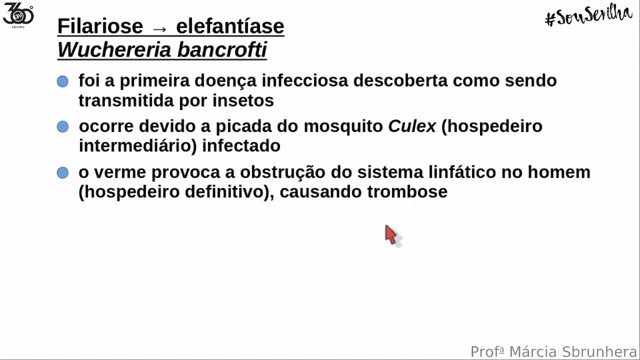 360°
#SouSerilha
Filariose → elefantíase
Wuchereria bancrofti
foi a primeira doença infecciosa descoberta como sendo
transmitida por insetos
ocorre devido a picada do mosquito Culex (hospedeiro
intermediário) infectado
o verme provoca a obstrução do sistema linfático no homem
(hospedeiro definitivo), causando trombose
Profª Márcia Sbrunhera